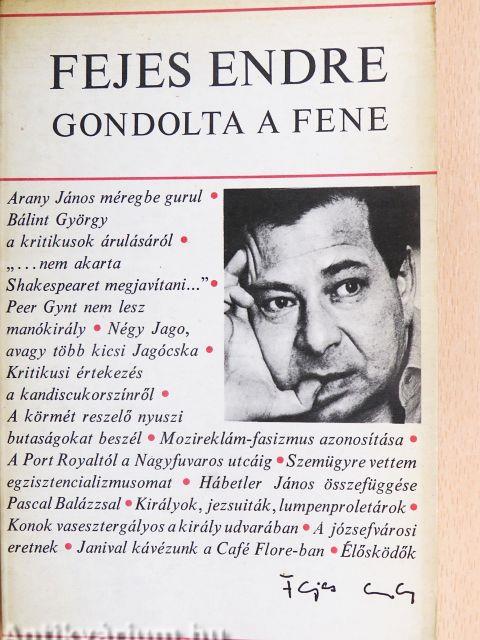 FEJES ENDRE
GONDOLTA A FENE
Arany János méregbe gurul •
Bálint György
a kritikusok árulásáról •
„...nem akarta
Shakespearet megjavítani...”•
Peer Gynt nem lesz
manókirály • Négy Jago,
avagy több kicsi Jagócska •
Kritikusi értekezés
a kandiscukorszínről •
A körmét reszelő nyuszi
butaságokat beszél • Mozireklám-fasizmus azonosítása •
A Port Royaltól a Nagyfuvaros utcáig • Szemügyre vettem
egzisztencializmusomat • Hábetler János összefüggése
Pascal Balázzsal • Királyok, jezsuiták, lumpenproletárok •
Konok vasesztergályos a király udvarában • A józsefvárosi
eretnek • Janival kávézunk a Café Flore-ban • Élősködők
Fejes
antikvarium.hu